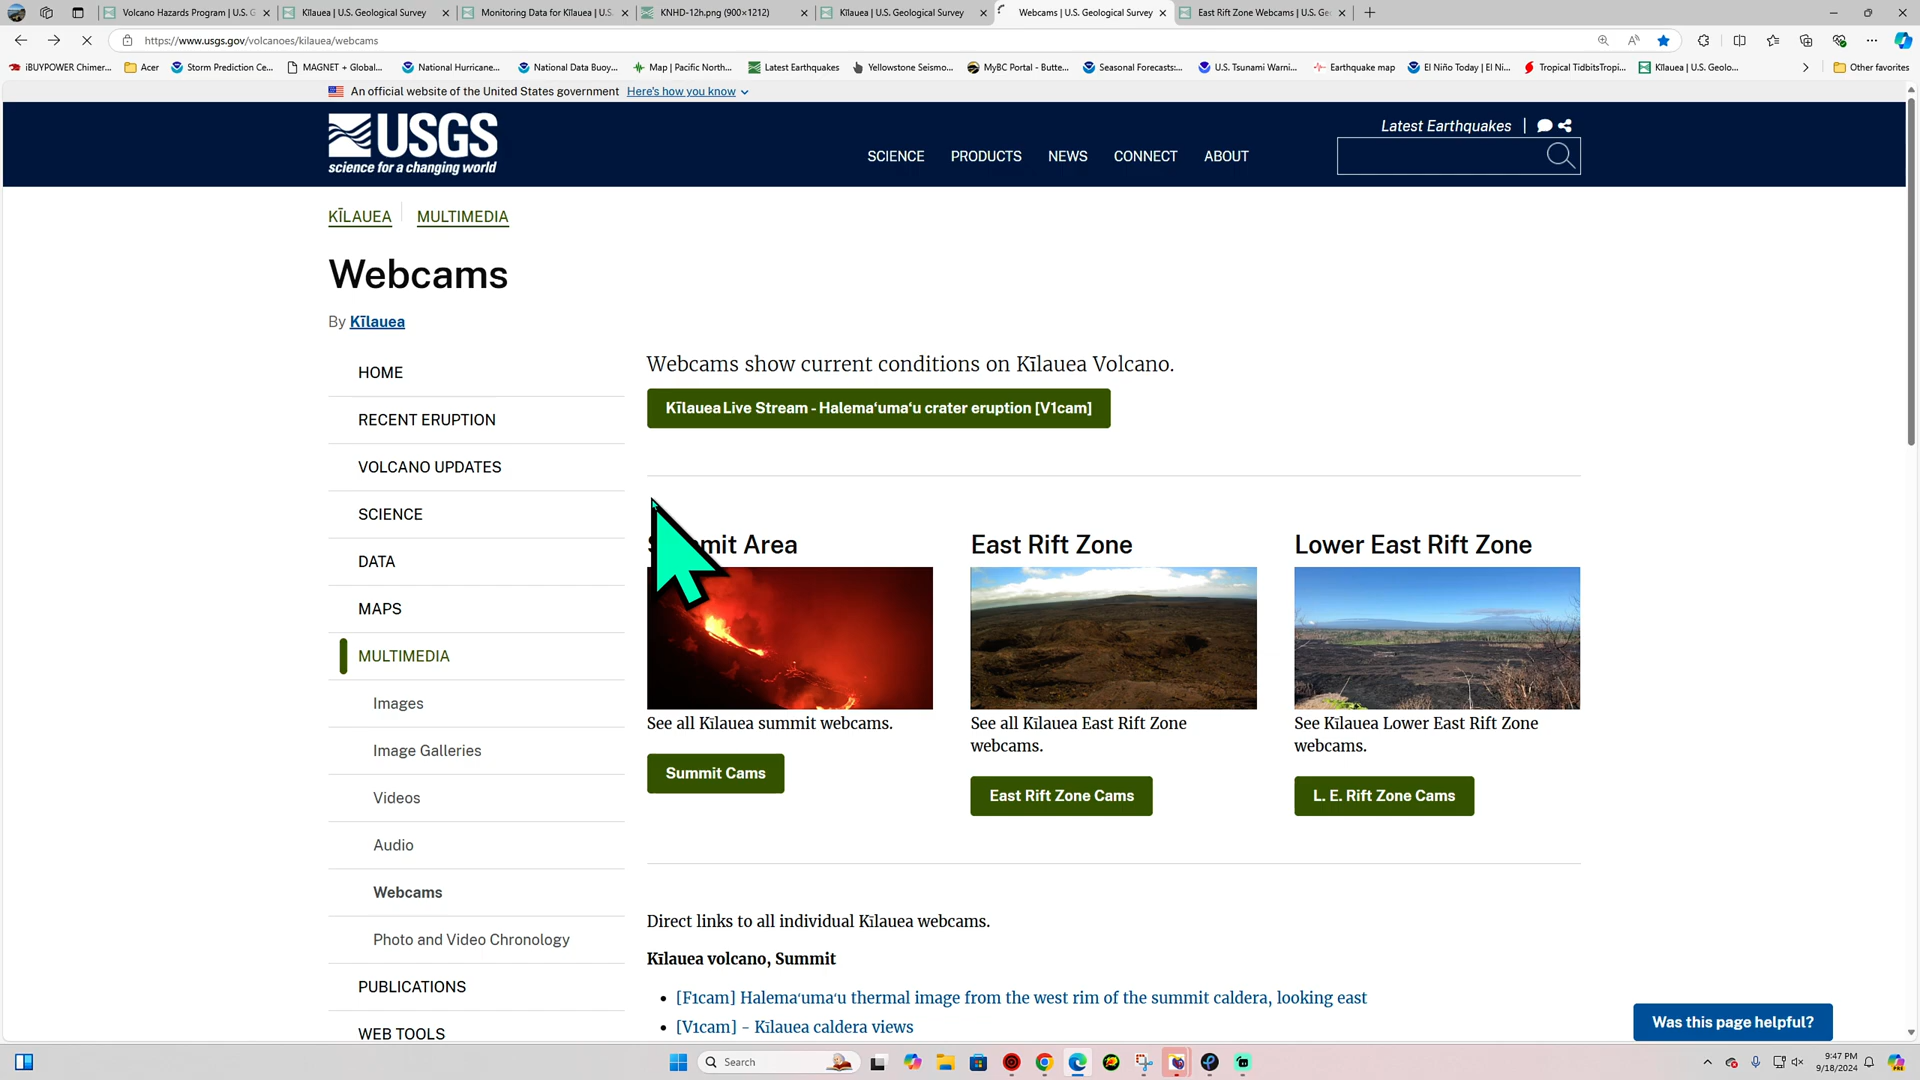 Volcano Hazards Program | U.S. G
Kīlauea | U.S. Geological Survey
Monitoring Data for Kīlauea | U.S.
KNHD-12h.png (900×1212)
Kīlauea | U.S. Geological Survey
Webcams | U.S. Geological Survey
East Rift Zone Webcams | U.S. Ge
https://www.usgs.gov/volcanoes/kilauea/webcams
iBUYPOWER Chimer...
Acer
Storm Prediction Ce...
MAGNET + Global...
National Hurricane...
National Data Buoy...
Map | Pacific North...
Latest Earthquakes
Yellowstone Seismo...
MyBC Portal - Butte...
Seasonal Forecasts:...
U.S. Tsunami Warni...
Earthquake map
El Niño Today | El Ni...
Tropical TidbitsTropi...
Kīlauea | U.S. Geolo...
Other favorites
An official website of the United States government Here's how you know
USGS
science for a changing world
Latest Earthquakes
SCIENCE PRODUCTS NEWS CONNECT ABOUT
KĪLAUEA MULTIMEDIA
Webcams
By Kīlauea
HOME
RECENT ERUPTION
VOLCANO UPDATES
SCIENCE
DATA
MAPS
MULTIMEDIA
Images
Image Galleries
Videos
Audio
Webcams
Photo and Video Chronology
PUBLICATIONS
WEB TOOLS
Webcams show current conditions on Kīlauea Volcano.
Kīlauea Live Stream - Halemaʻumaʻu crater eruption [V1cam]
mit Area
See all Kīlauea summit webcams.
Summit Cams
East Rift Zone
See all Kīlauea East Rift Zone
webcams.
East Rift Zone Cams
Lower East Rift Zone
See Kīlauea Lower East Rift Zone
webcams.
L. E. Rift Zone Cams
Direct links to all individual Kīlauea webcams.
Kīlauea volcano, Summit
[F1cam] Halemaʻumaʻu thermal image from the west rim of the summit caldera, looking east
[V1cam] - Kīlauea caldera views
Was this page helpful?
Search
9:47 PM
9/18/2024